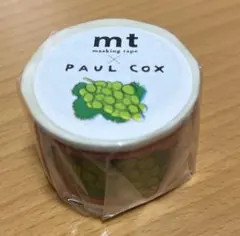 mt
masking tape
×
PAUL COX